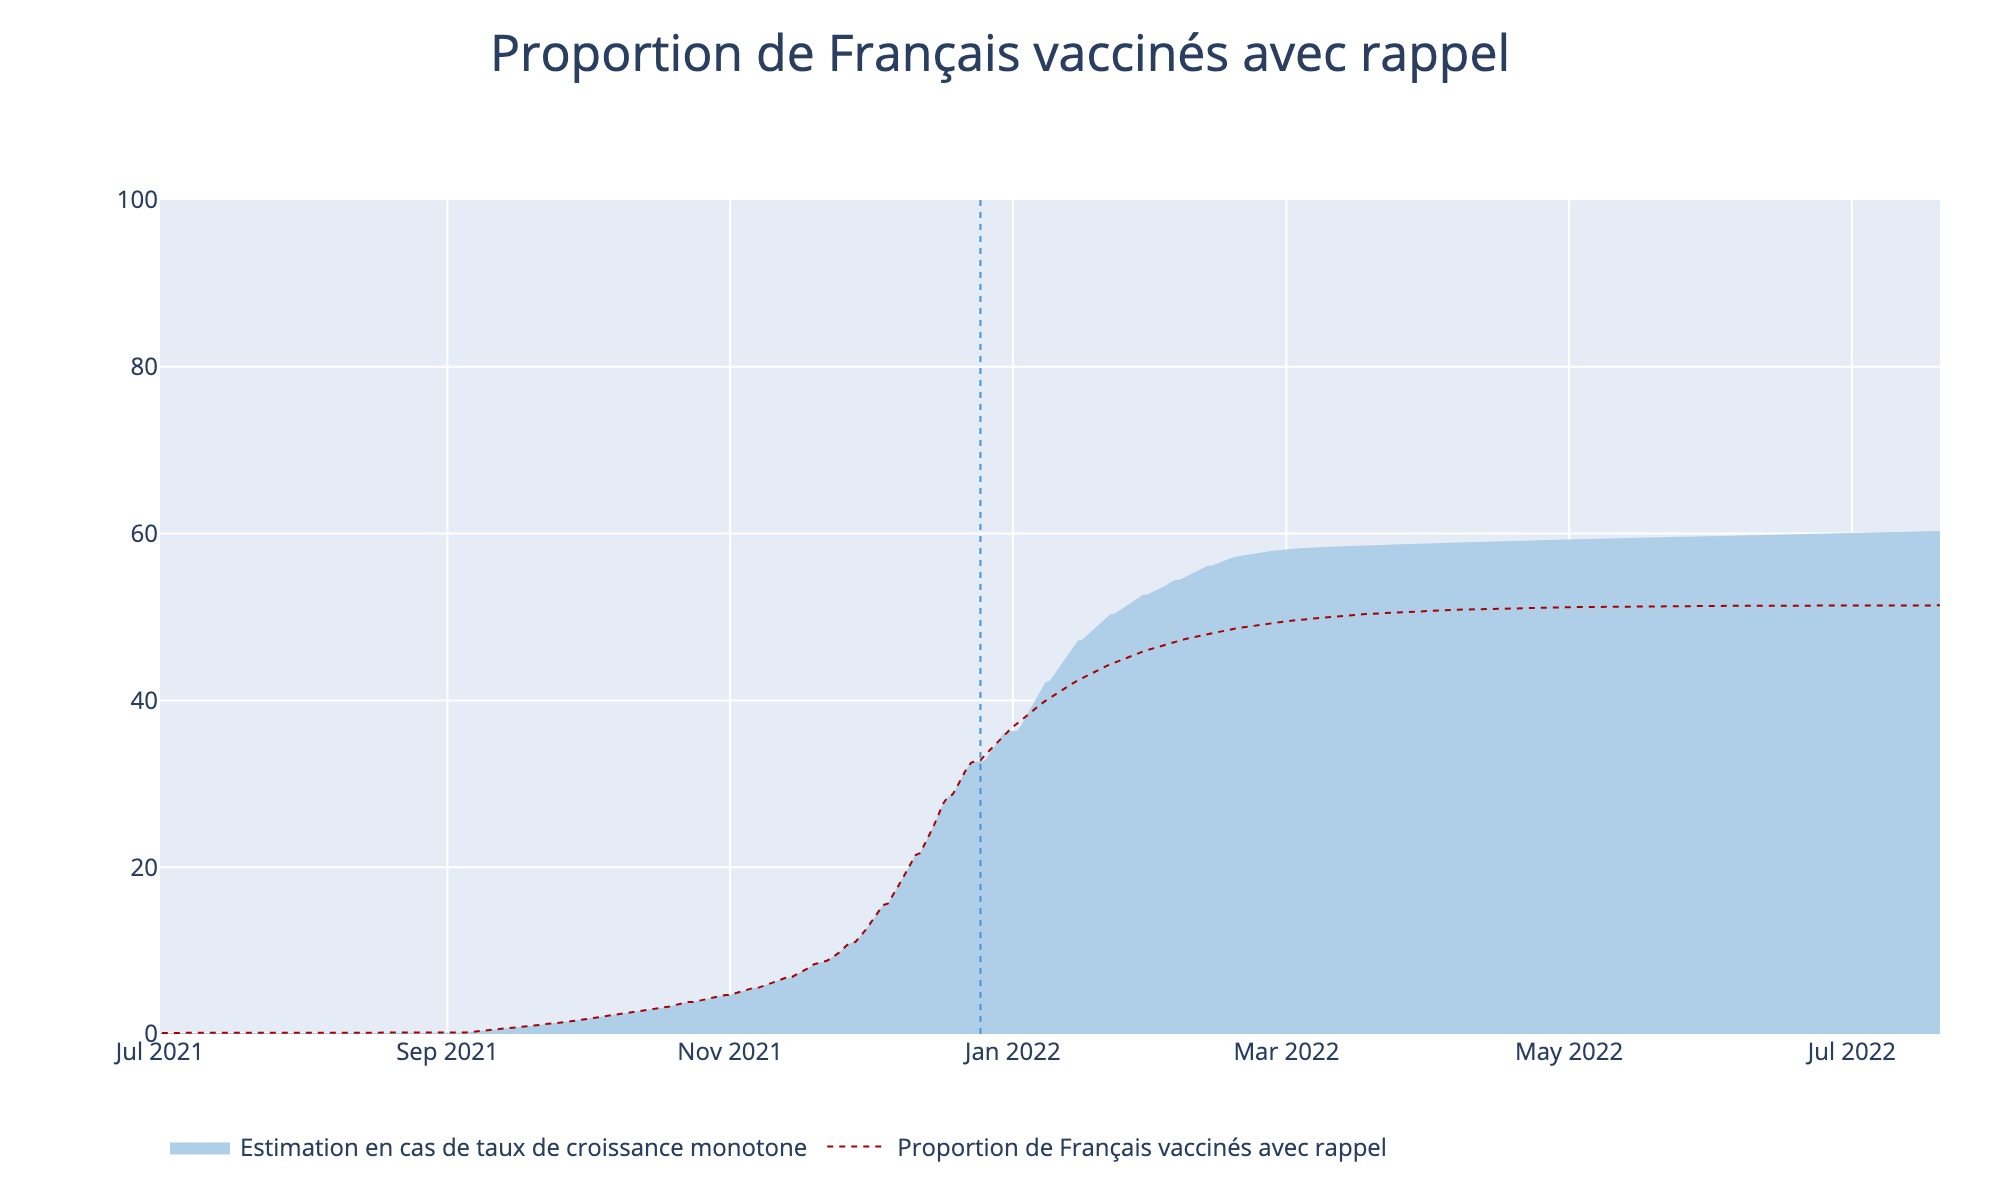 Proportion de Français vaccinés avec rappel
100
80
60
40
20
0
Jul 2021 Sep 2021 Nov 2021 Jan 2022 Mar 2022 May 2022 Jul 2022
Estimation en cas de taux de croissance monotone Proportion de Français vaccinés avec rappel